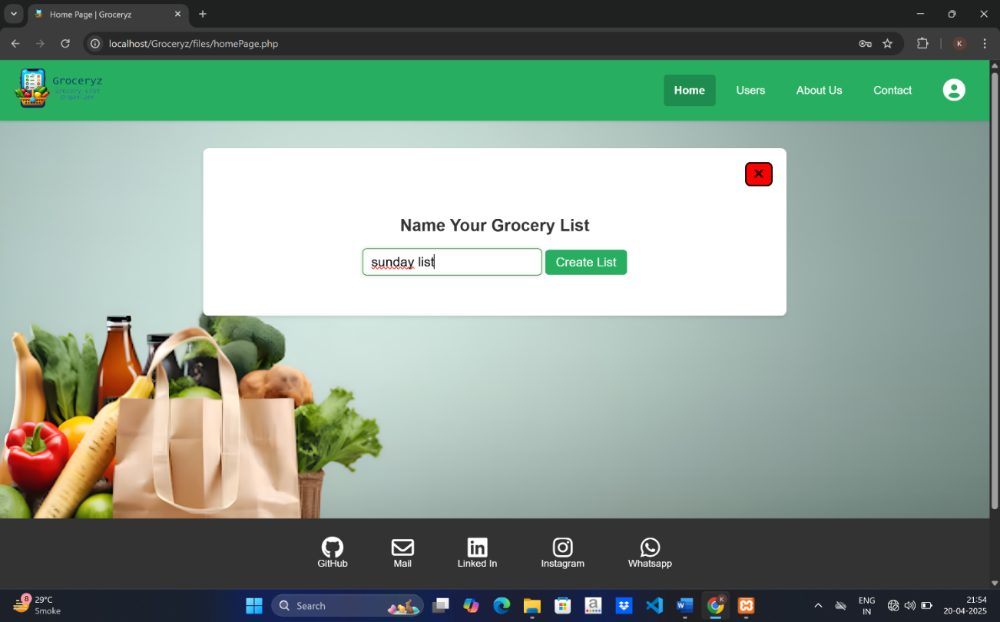 Home Page | Groceryz
localhost/Groceryz/files/homePage.php
K
Groceryz
Grocery List
Organizer
Home
Users
About Us
Contact
Name Your Grocery List
sunday list
Create List
GitHub
Mail
Linked In
Instagram
Whatsapp
8
29°C
Smoke
Search
a
W
K
ENG
IN
21:54
20-04-2025